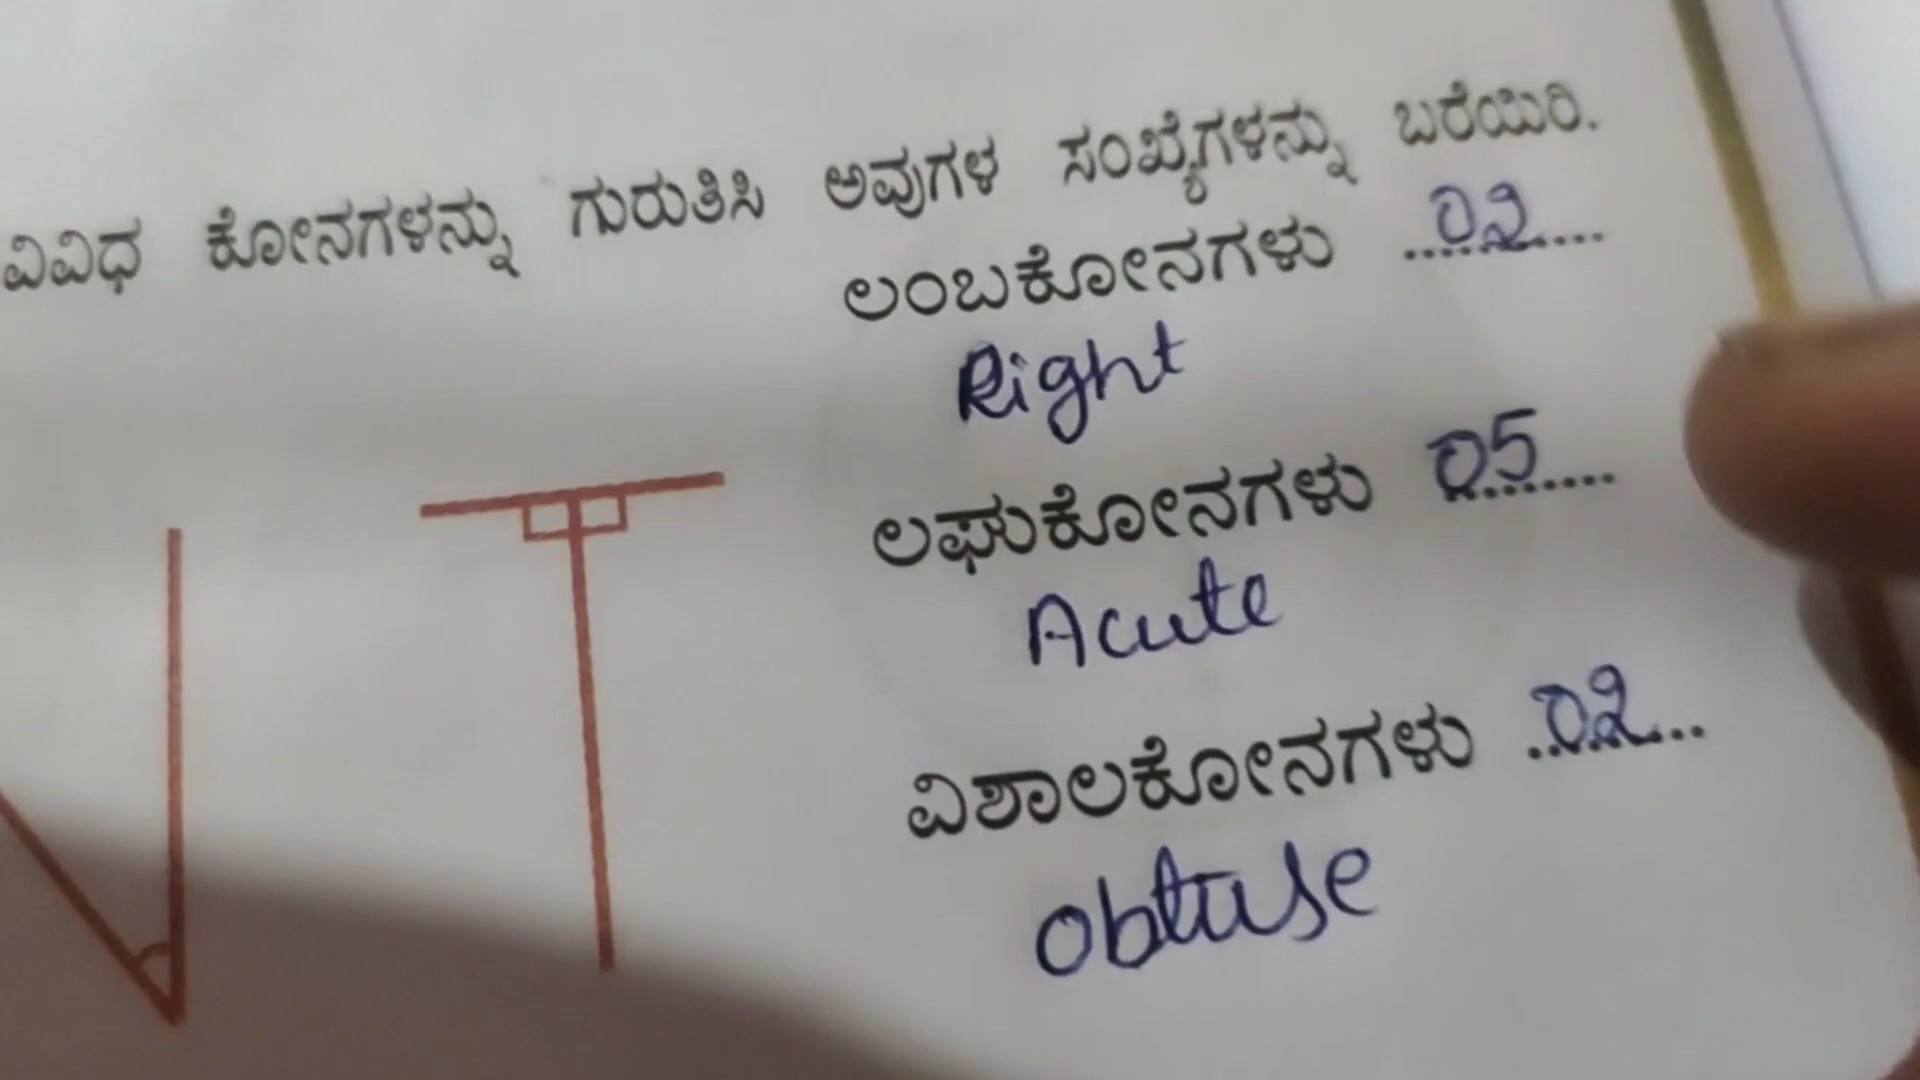 ವಿವಿಧ ಕೋನಗಳನ್ನು ಗುರುತಿಸಿ ಅವುಗಳ ಸಂಖ್ಯೆಗಳನ್ನು ಬರೆಯಿರಿ.
ಲಂಬಕೋನಗಳು ..02....
Right
ಲಘುಕೋನಗಳು 05.....
Acute
ವಿಶಾಲಕೋನಗಳು ..02...
obtuse